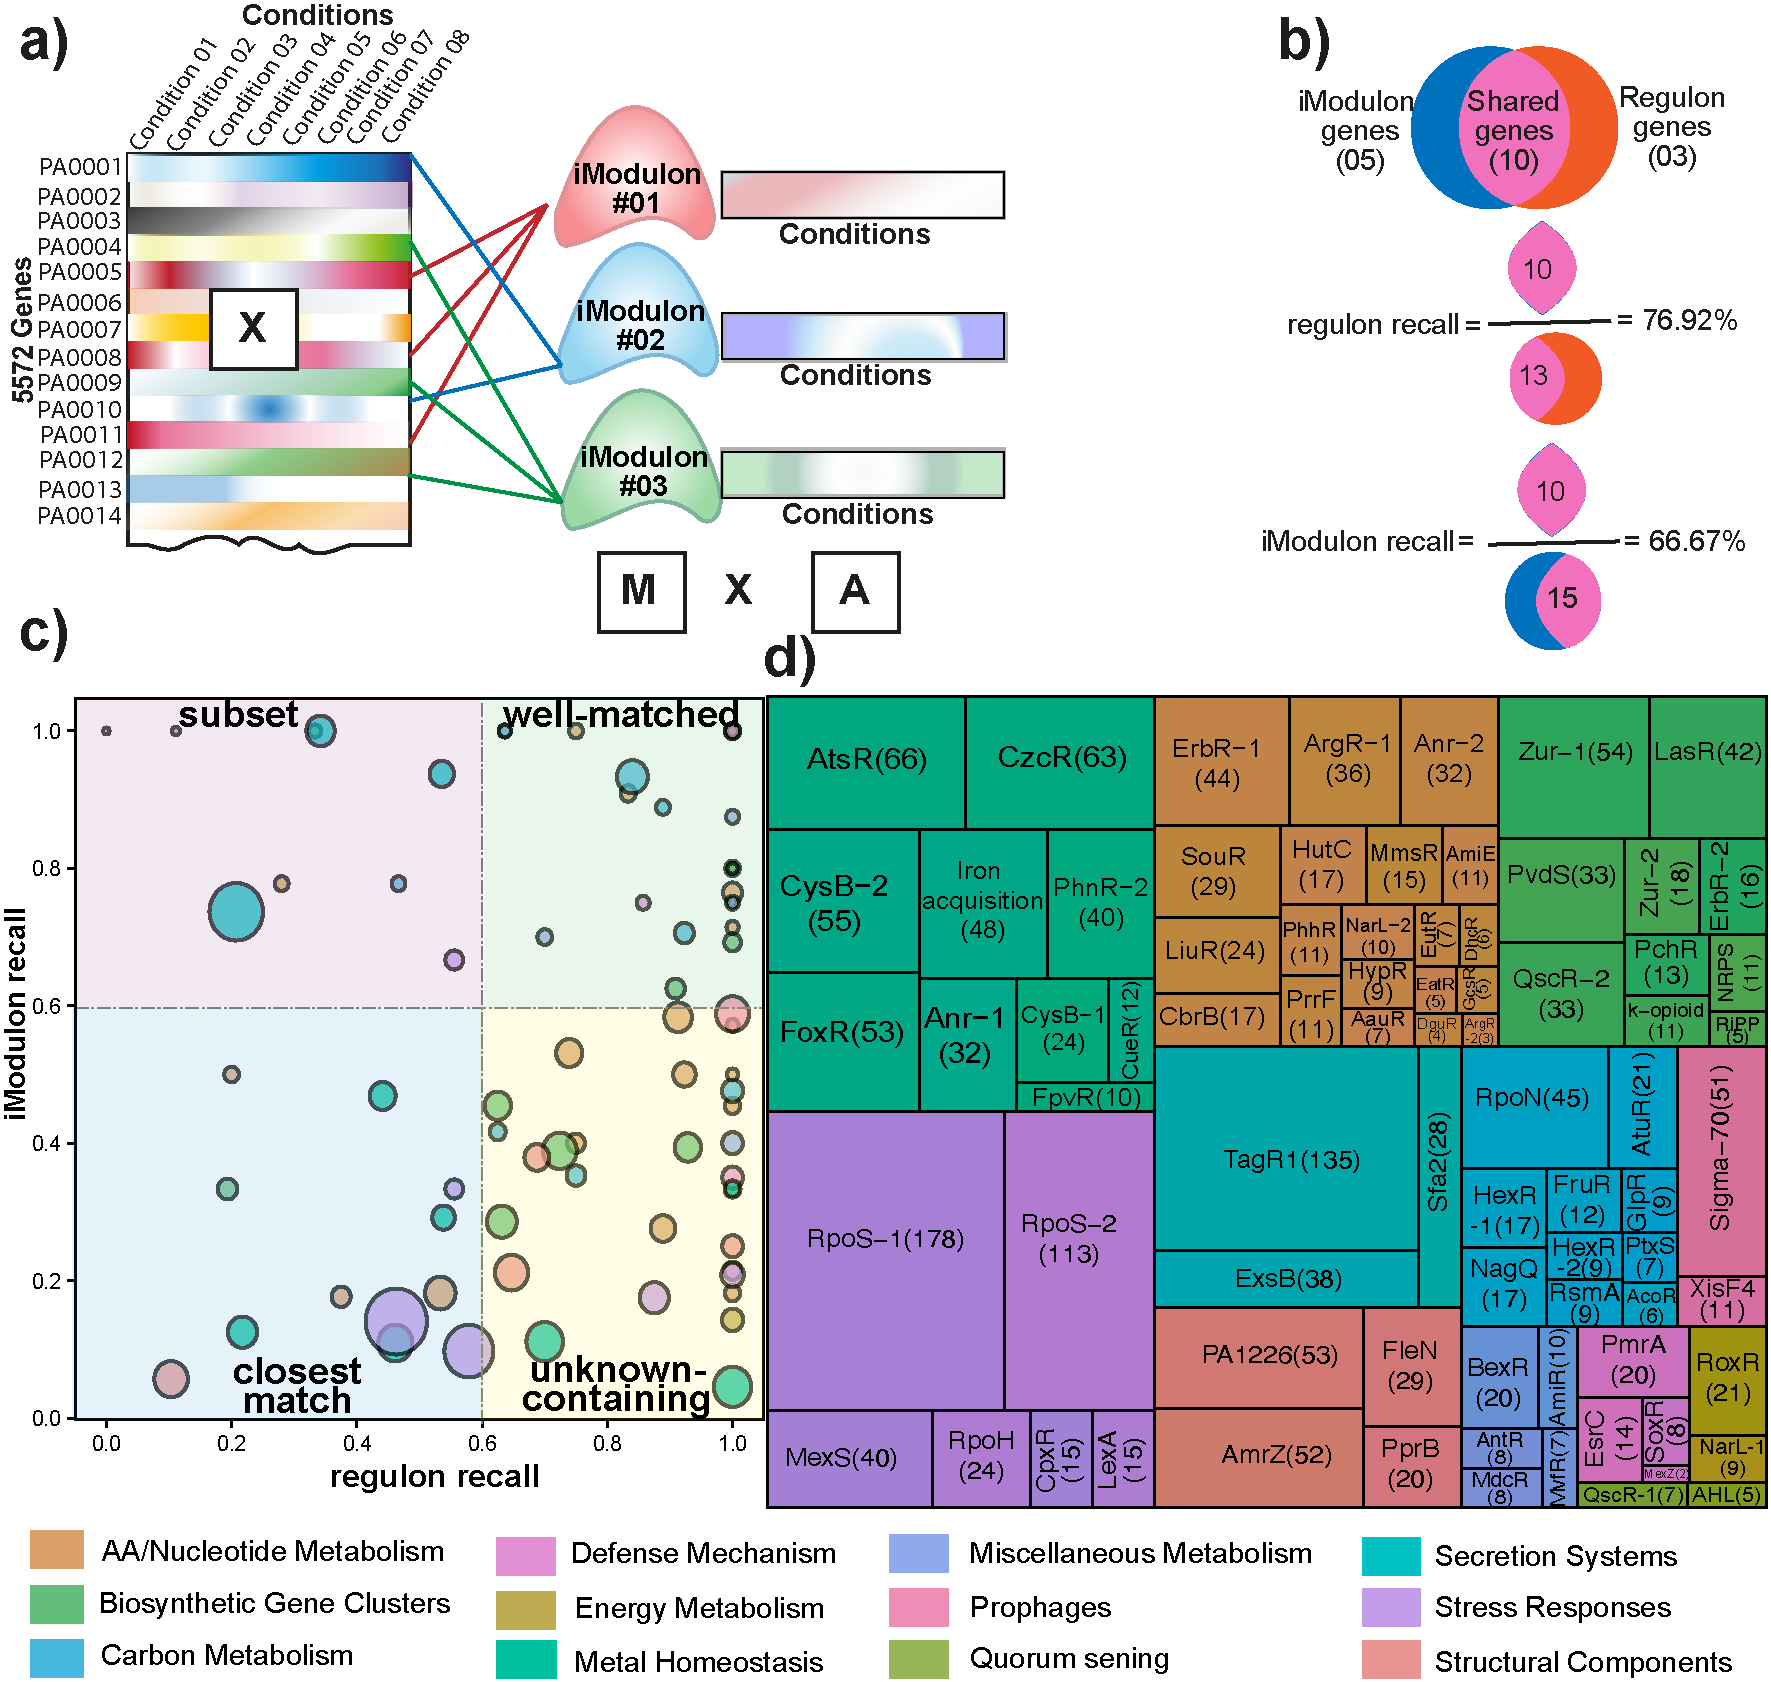 a)
Conditions
Condition 01
Condition 02
Condition 03
Condition 04
Condition 05
Condition 06
Condition 07
Condition 08
5572 Genes
PA0001
PA0002
PA0003
PA0004
PA0005
PA0006
PA0007
PA0008
PA0009
PA0010
PA0011
PA0012
PA0013
PA0014
X
iModulon
#01
Conditions
iModulon
#02
Conditions
iModulon
#03
Conditions
M X A
b)
iModulon
genes
(05)
Shared
genes
(10)
Regulon
genes
(03)
10
regulon recall = = 76.92%
13
10
iModulon recall= = 66.67%
15
c)
subset
well-matched
closest
match
unknown-
containing
iModulon recall
1.0
0.8
0.6
0.4
0.2
0.0
0.0 0.2 0.4 0.6 0.8 1.0
regulon recall
d)
AtsR(66)
CzcR(63)
CysB−2
(55)
Iron
acquisition
(48)
PhnR−2
(40)
FoxR(53)
Anr−1
(32)
CysB−1
(24)
CueR(12)
FpvR(10)
ErbR−1
(44)
ArgR−1
(36)
Anr−2
(32)
SouR
(29)
HutC
(17)
MmsR
(15)
AmiE
(11)
LiuR(24)
PhhR
(11)
NarL−2
(10)
EutR
(7)
DhcR
(6)
HypR
(9)
EatR
(5)
GcsR
(5)
CbrB(17)
PrrF
(11)
AauR
(7)
DguR
(4)
ArgR
-2(3)
Zur−1(54)
LasR(42)
PvdS(33)
Zur−2
(18)
ErbR−2
(16)
QscR−2
(33)
PchR
(13)
NRPS
(11)
k−opioid
(11)
RiPP
(5)
RpoS−1(178)
RpoS−2
(113)
MexS(40)
RpoH
(24)
CpxR
(15)
LexA
(15)
TagR1(135)
Sfa2(28)
ExsB(38)
PA1226(53)
FleN
(29)
AmrZ(52)
PprB
(20)
RpoN(45)
AtuR(21)
HexR
-1(17)
FruR
(12)
GlpR
(9)
HexR
-2(9)
PtxS
(7)
NagQ
(17)
RsmA
(9)
AcoR
(6)
Sigma−70(51)
XisF4
(11)
BexR
(20)
AmiR(10)
AntR
(8)
MdcR
(8)
MvfR(7)
PmrA
(20)
EsrC
(14)
SoxR
(8)
MexZ(2)
RoxR
(21)
NarL-1
(9)
QscR-1(7)
AHL(5)
AA/Nucleotide Metabolism
Biosynthetic Gene Clusters
Carbon Metabolism
Defense Mechanism
Energy Metabolism
Metal Homeostasis
Miscellaneous Metabolism
Prophages
Quorum sening
Secretion Systems
Stress Responses
Structural Components